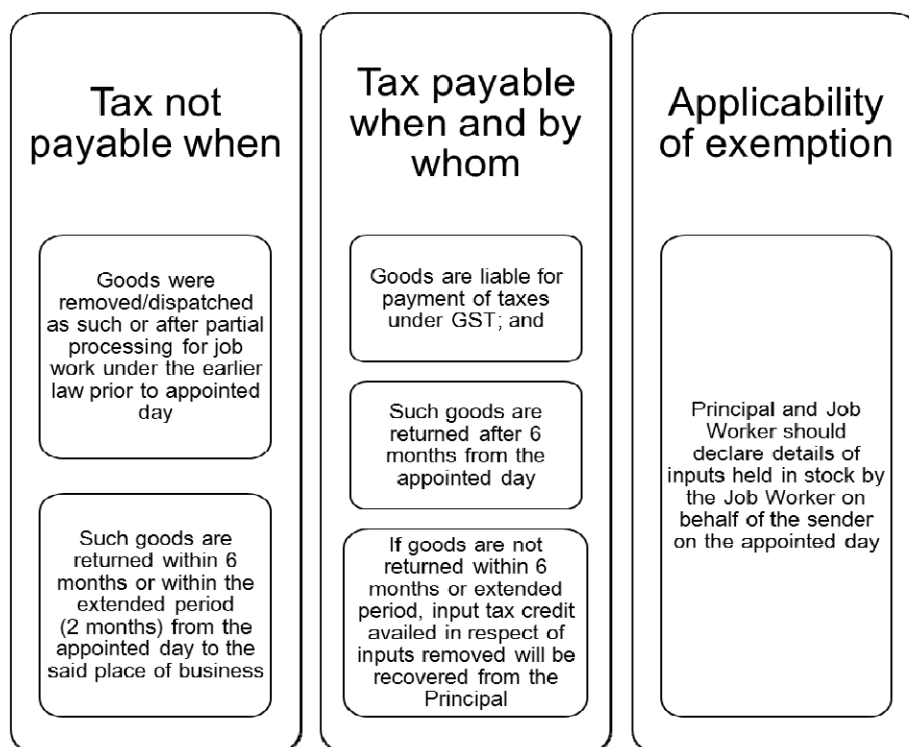 Tax not
payable when
Goods were
removed/dispatched
as such or after partial
processing for job
work under the earlier
law prior to appointed
day
Such goods are
returned within 6
months or within the
extended period
(2 months) from the
appointed day to the
said place of business
Tax payable
when and by
whom
Goods are liable for
payment of taxes
under GST; and
Such goods are
returned after 6
months from the
appointed day
If goods are not
returned within 6
months or extended
period, input tax credit
availed in respect of
inputs removed will be
recovered from the
Principal
Applicability
of exemption
Principal and Job
Worker should
declare details of
inputs held in stock by
the Job Worker on
behalf of the sender
on the appointed day